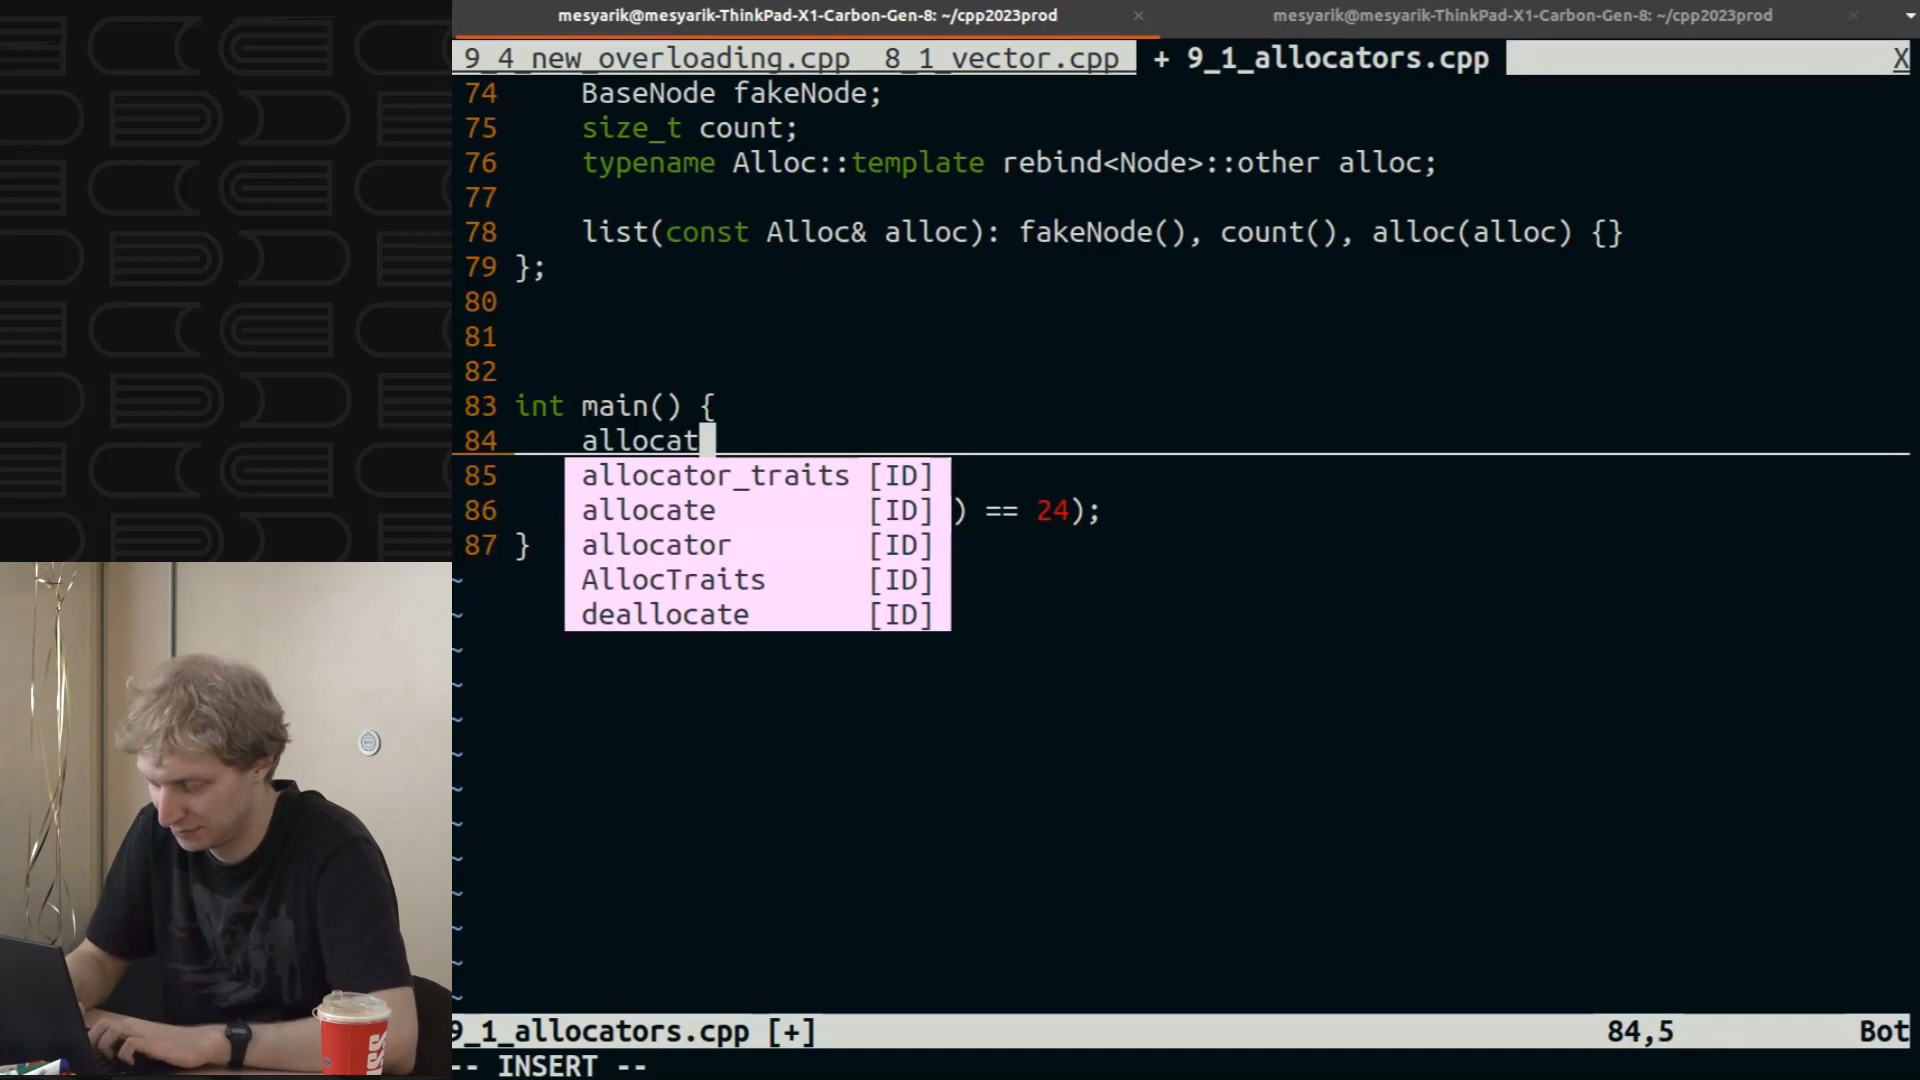 mesyarik@mesyarik-ThinkPad-X1-Carbon-Gen-8: ~/cpp2023prod × mesyarik@mesyarik-ThinkPad-X1-Carbon-Gen-8: ~/cpp2023prod ×
9_4_new_overloading.cpp 8_1_vector.cpp + 9_1_allocators.cpp X
74 BaseNode fakeNode;
75 size_t count;
76 typename Alloc::template rebind<Node>::other alloc;
77
78 list(const Alloc& alloc): fakeNode(), count(), alloc(alloc) {}
79 };
80
81
82
83 int main() {
84 allocat
85 allocator_traits [ID]
86 allocate [ID] ) == 24);
87 } allocator [ID]
~ AllocTraits [ID]
~ deallocate [ID]
~
~
~
~
~
~
~
~
~
~
~
9_1_allocators.cpp [+] 84,5 Bot
-- INSERT --